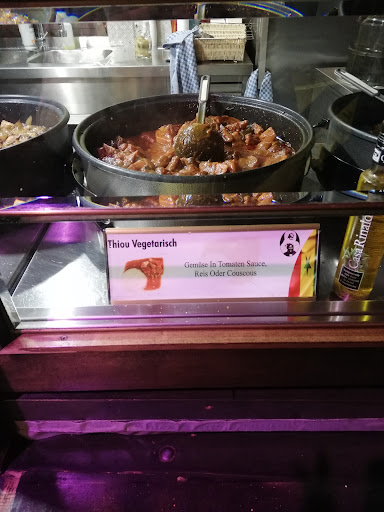 Thiou Vegetarisch
Gemüse In Tomaten Sauce,
Reis Oder Couscous
Casa Rinaldi